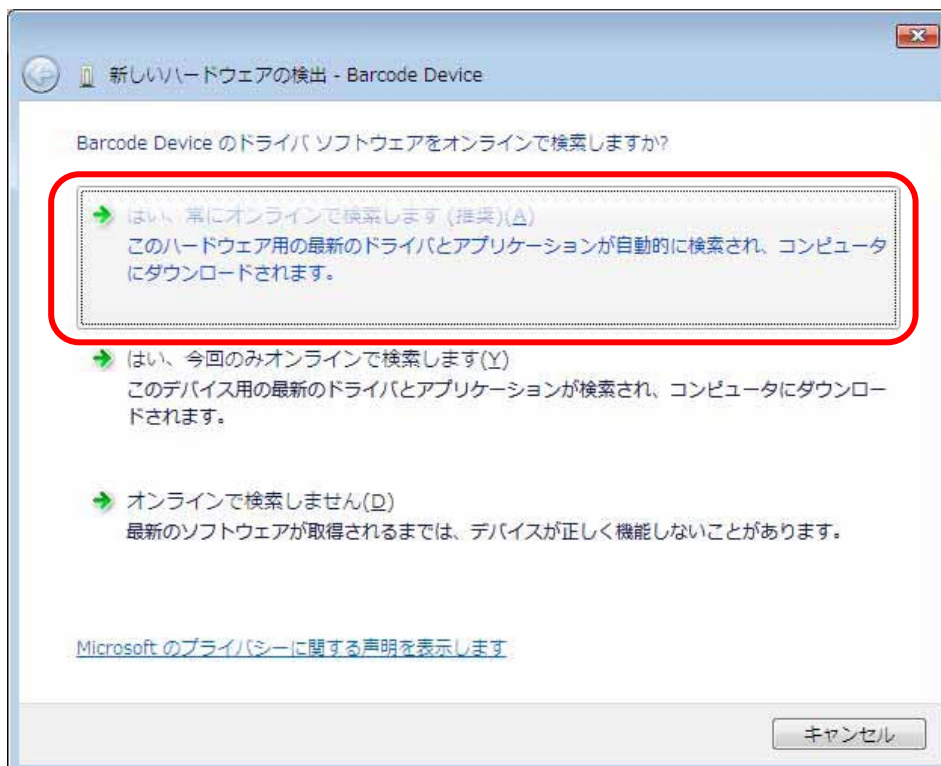 新しいハードウェアの検出 - Barcode Device
Barcode Device のドライバ ソフトウェアをオンラインで検索しますか?
はい、常にオンラインで検索します (推奨)(A)
このハードウェア用の最新のドライバとアプリケーションが自動的に検索され、コンピュータ
にダウンロードされます。
はい、今回のみオンラインで検索します(Y)
このデバイス用の最新のドライバとアプリケーションが検索され、コンピュータにダウンロー
ドされます。
オンラインで検索しません(D)
最新のソフトウェアが取得されるまでは、デバイスが正しく機能しないことがあります。
Microsoft のプライバシーに関する声明を表示します
キャンセル